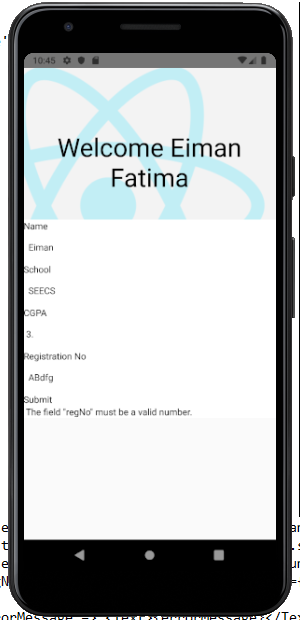 10:45
Welcome Eiman
Fatima
Name
Eiman
School
SEECS
CGPA
3.
Registration No
ABdfg
Submit
The field "regNo" must be a valid number.